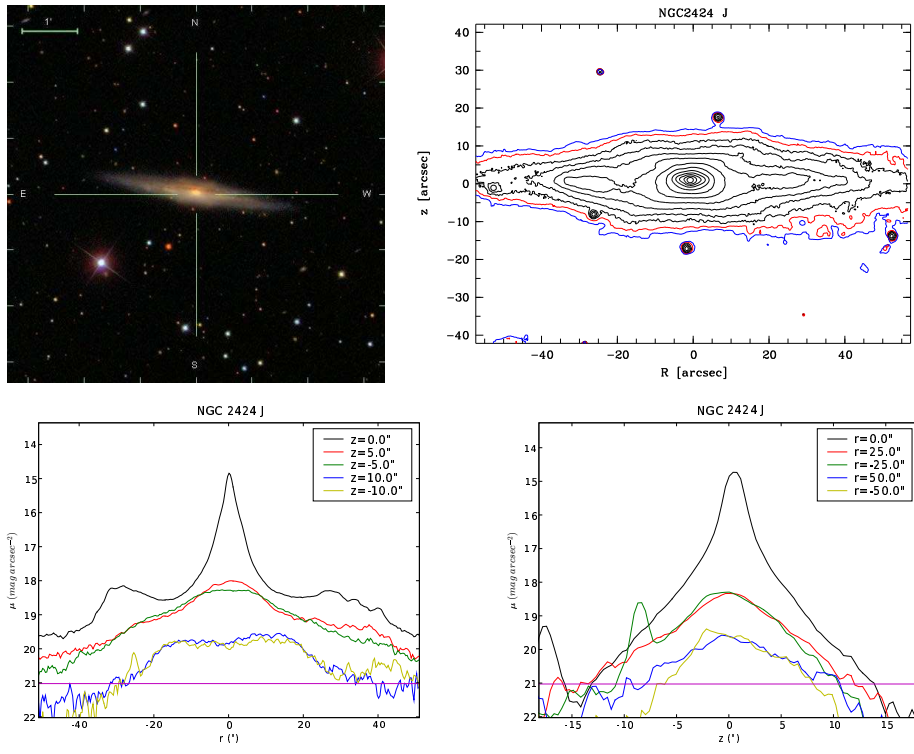 1'
N
E
W
S
NGC2424 J
z [arcsec]
40
30
20
10
0
-10
-20
-30
-40
-40
-20
0
20
40
R [arcsec]
NGC 2424 J
μ (mag arcsec⁻²)
14
15
16
17
18
19
20
21
22
z=0.0"
z=5.0"
z=-5.0"
z=10.0"
z=-10.0"
-40
-20
0
20
40
r (")
NGC 2424 J
μ (mag arcsec⁻²)
14
15
16
17
18
19
20
21
22
r=0.0"
r=25.0"
r=-25.0"
r=50.0"
r=-50.0"
-15
-10
-5
0
5
10
15
z (")